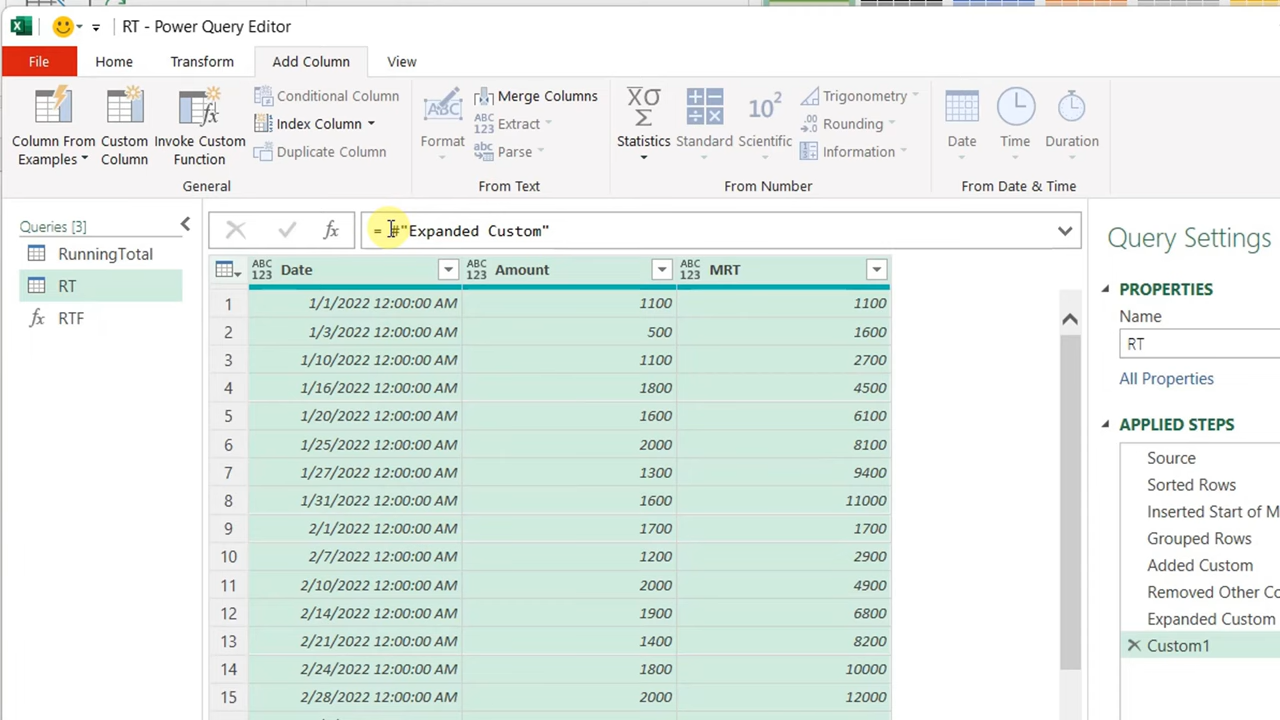 RT - Power Query Editor
File Home Transform Add Column View
Column From Examples
Custom Column
Invoke Custom Function
Conditional Column
Index Column
Duplicate Column
General
Format
Merge Columns
Extract
Parse
From Text
Statistics
Standard
Scientific
Trigonometry
Rounding
Information
From Number
Date
Time
Duration
From Date & Time
Queries [3]
RunningTotal
RT
RTF
= #"Expanded Custom"
Date Amount MRT
1 1/1/2022 12:00:00 AM 1100 1100
2 1/3/2022 12:00:00 AM 500 1600
3 1/10/2022 12:00:00 AM 1100 2700
4 1/16/2022 12:00:00 AM 1800 4500
5 1/20/2022 12:00:00 AM 1600 6100
6 1/25/2022 12:00:00 AM 2000 8100
7 1/27/2022 12:00:00 AM 1300 9400
8 1/31/2022 12:00:00 AM 1600 11000
9 2/1/2022 12:00:00 AM 1700 1700
10 2/7/2022 12:00:00 AM 1200 2900
11 2/10/2022 12:00:00 AM 2000 4900
12 2/14/2022 12:00:00 AM 1900 6800
13 2/21/2022 12:00:00 AM 1400 8200
14 2/24/2022 12:00:00 AM 1800 10000
15 2/28/2022 12:00:00 AM 2000 12000
Query Settings
PROPERTIES
Name
RT
All Properties
APPLIED STEPS
Source
Sorted Rows
Inserted Start of M
Grouped Rows
Added Custom
Removed Other Co
Expanded Custom
Custom1